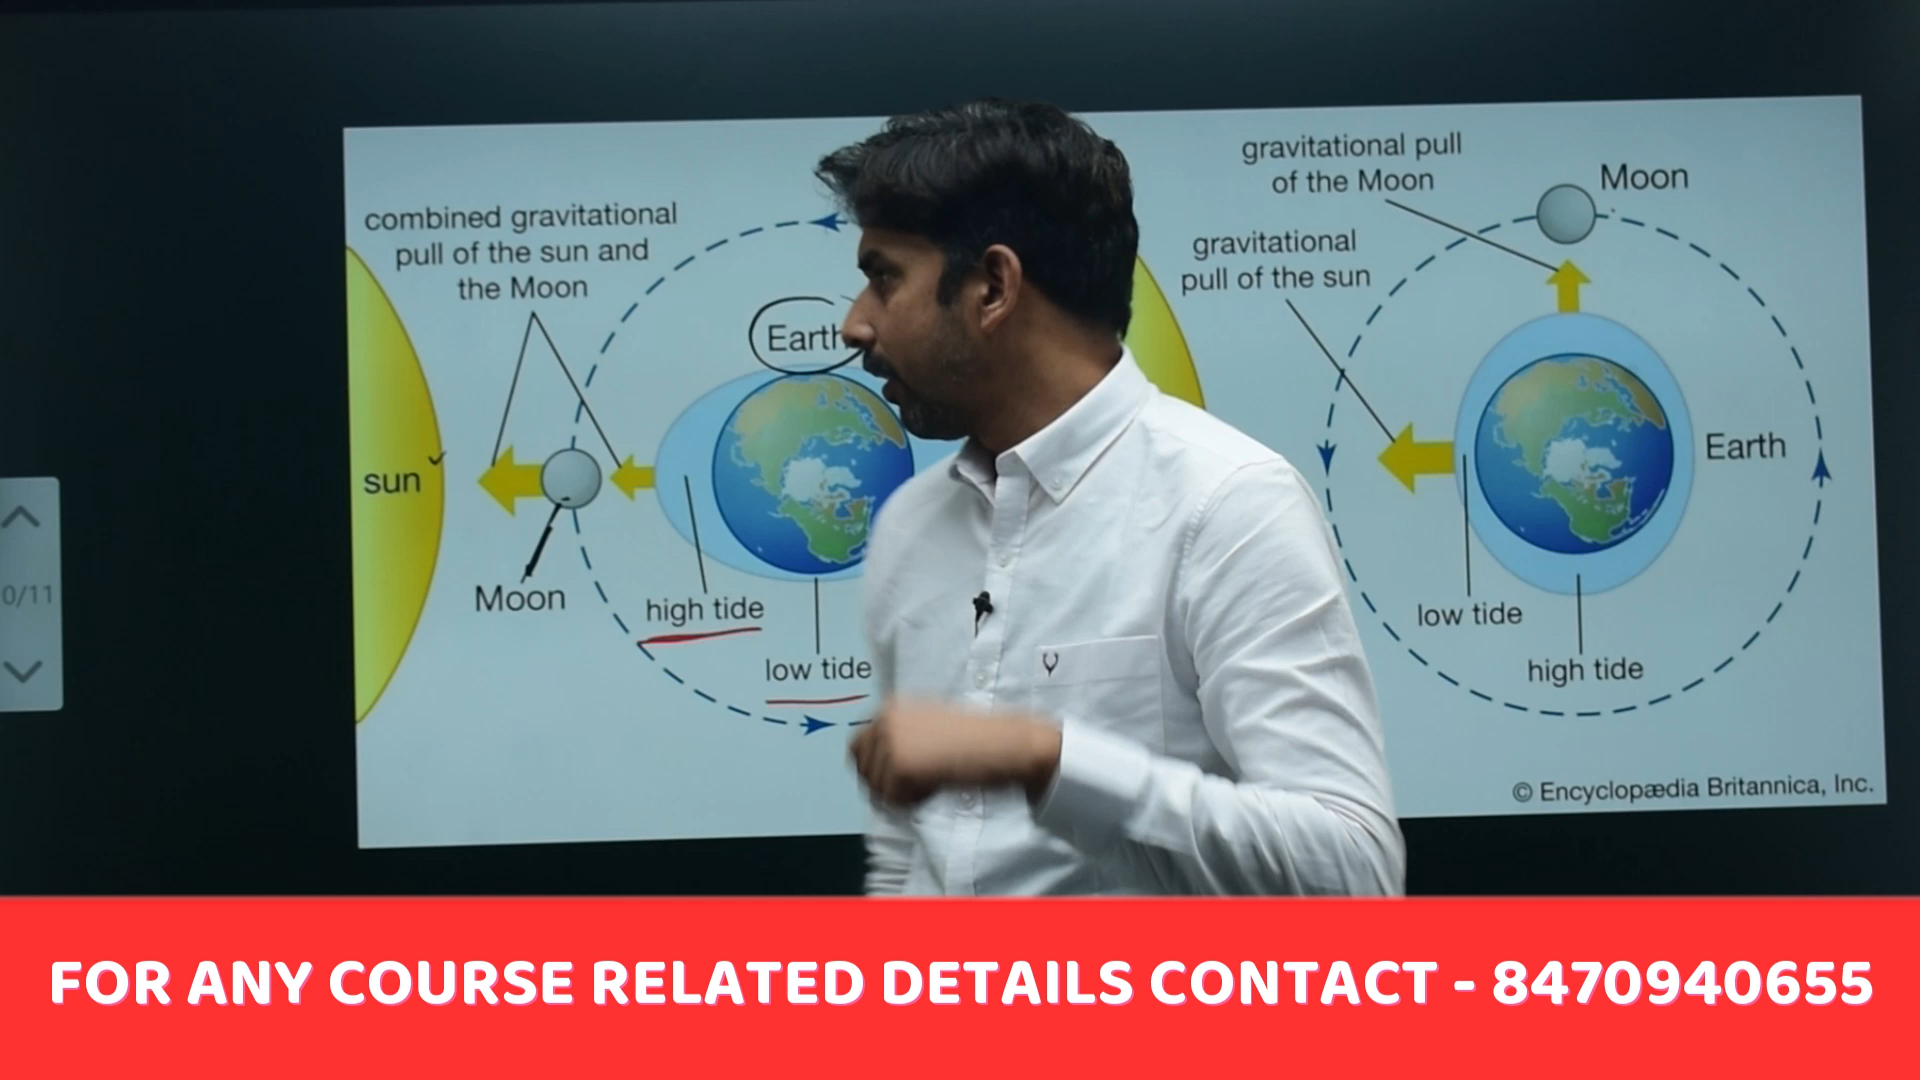 combined gravitational
pull of the sun and
the Moon
Earth
sun
Moon
high tide
low tide
gravitational pull
of the Moon
Moon
gravitational
pull of the sun
Earth
low tide
high tide
© Encyclopædia Britannica, Inc.
0/11
FOR ANY COURSE RELATED DETAILS CONTACT - 8470940655